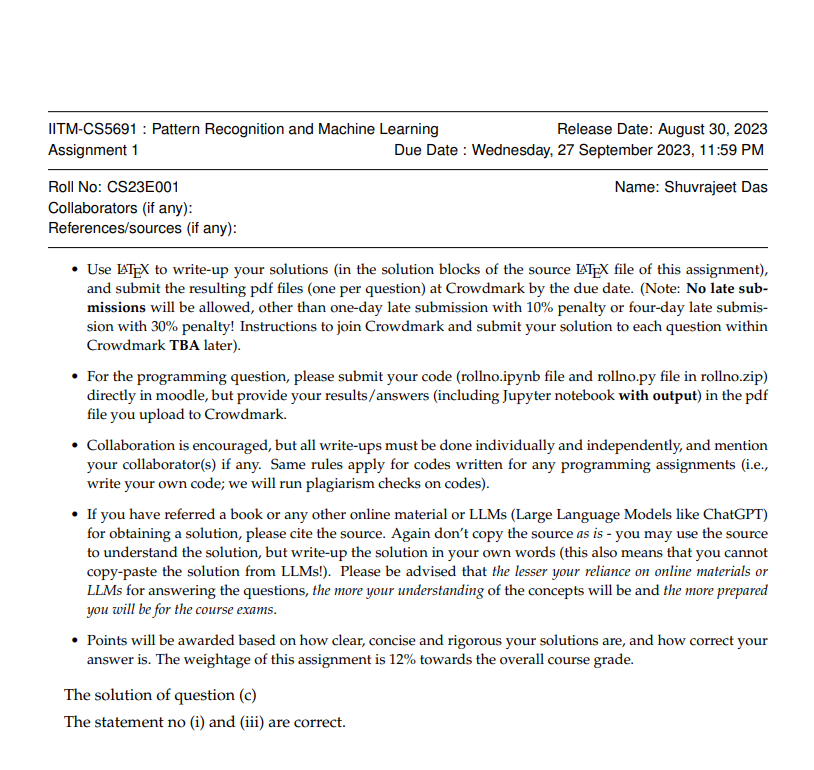 IITM-CS5691 : Pattern Recognition and Machine Learning Release Date: August 30, 2023
Assignment 1 Due Date : Wednesday, 27 September 2023, 11:59 PM
Roll No: CS23E001 Name: Shuvrajeet Das
Collaborators (if any):
References/sources (if any):
• Use LATEX to write-up your solutions (in the solution blocks of the source LATEX file of this assignment),
and submit the resulting pdf files (one per question) at Crowdmark by the due date. (Note: No late sub-
missions will be allowed, other than one-day late submission with 10% penalty or four-day late submis-
sion with 30% penalty! Instructions to join Crowdmark and submit your solution to each question within
Crowdmark TBA later).
• For the programming question, please submit your code (rollno.ipynb file and rollno.py file in rollno.zip)
directly in moodle, but provide your results/answers (including Jupyter notebook with output) in the pdf
file you upload to Crowdmark.
• Collaboration is encouraged, but all write-ups must be done individually and independently, and mention
your collaborator(s) if any. Same rules apply for codes written for any programming assignments (i.e.,
write your own code; we will run plagiarism checks on codes).
• If you have referred a book or any other online material or LLMs (Large Language Models like ChatGPT)
for obtaining a solution, please cite the source. Again don't copy the source as is - you may use the source
to understand the solution, but write-up the solution in your own words (this also means that you cannot
copy-paste the solution from LLMs!). Please be advised that the lesser your reliance on online materials or
LLMs for answering the questions, the more your understanding of the concepts will be and the more prepared
you will be for the course exams.
• Points will be awarded based on how clear, concise and rigorous your solutions are, and how correct your
answer is. The weightage of this assignment is 12% towards the overall course grade.
The solution of question (c)
The statement no (i) and (iii) are correct.